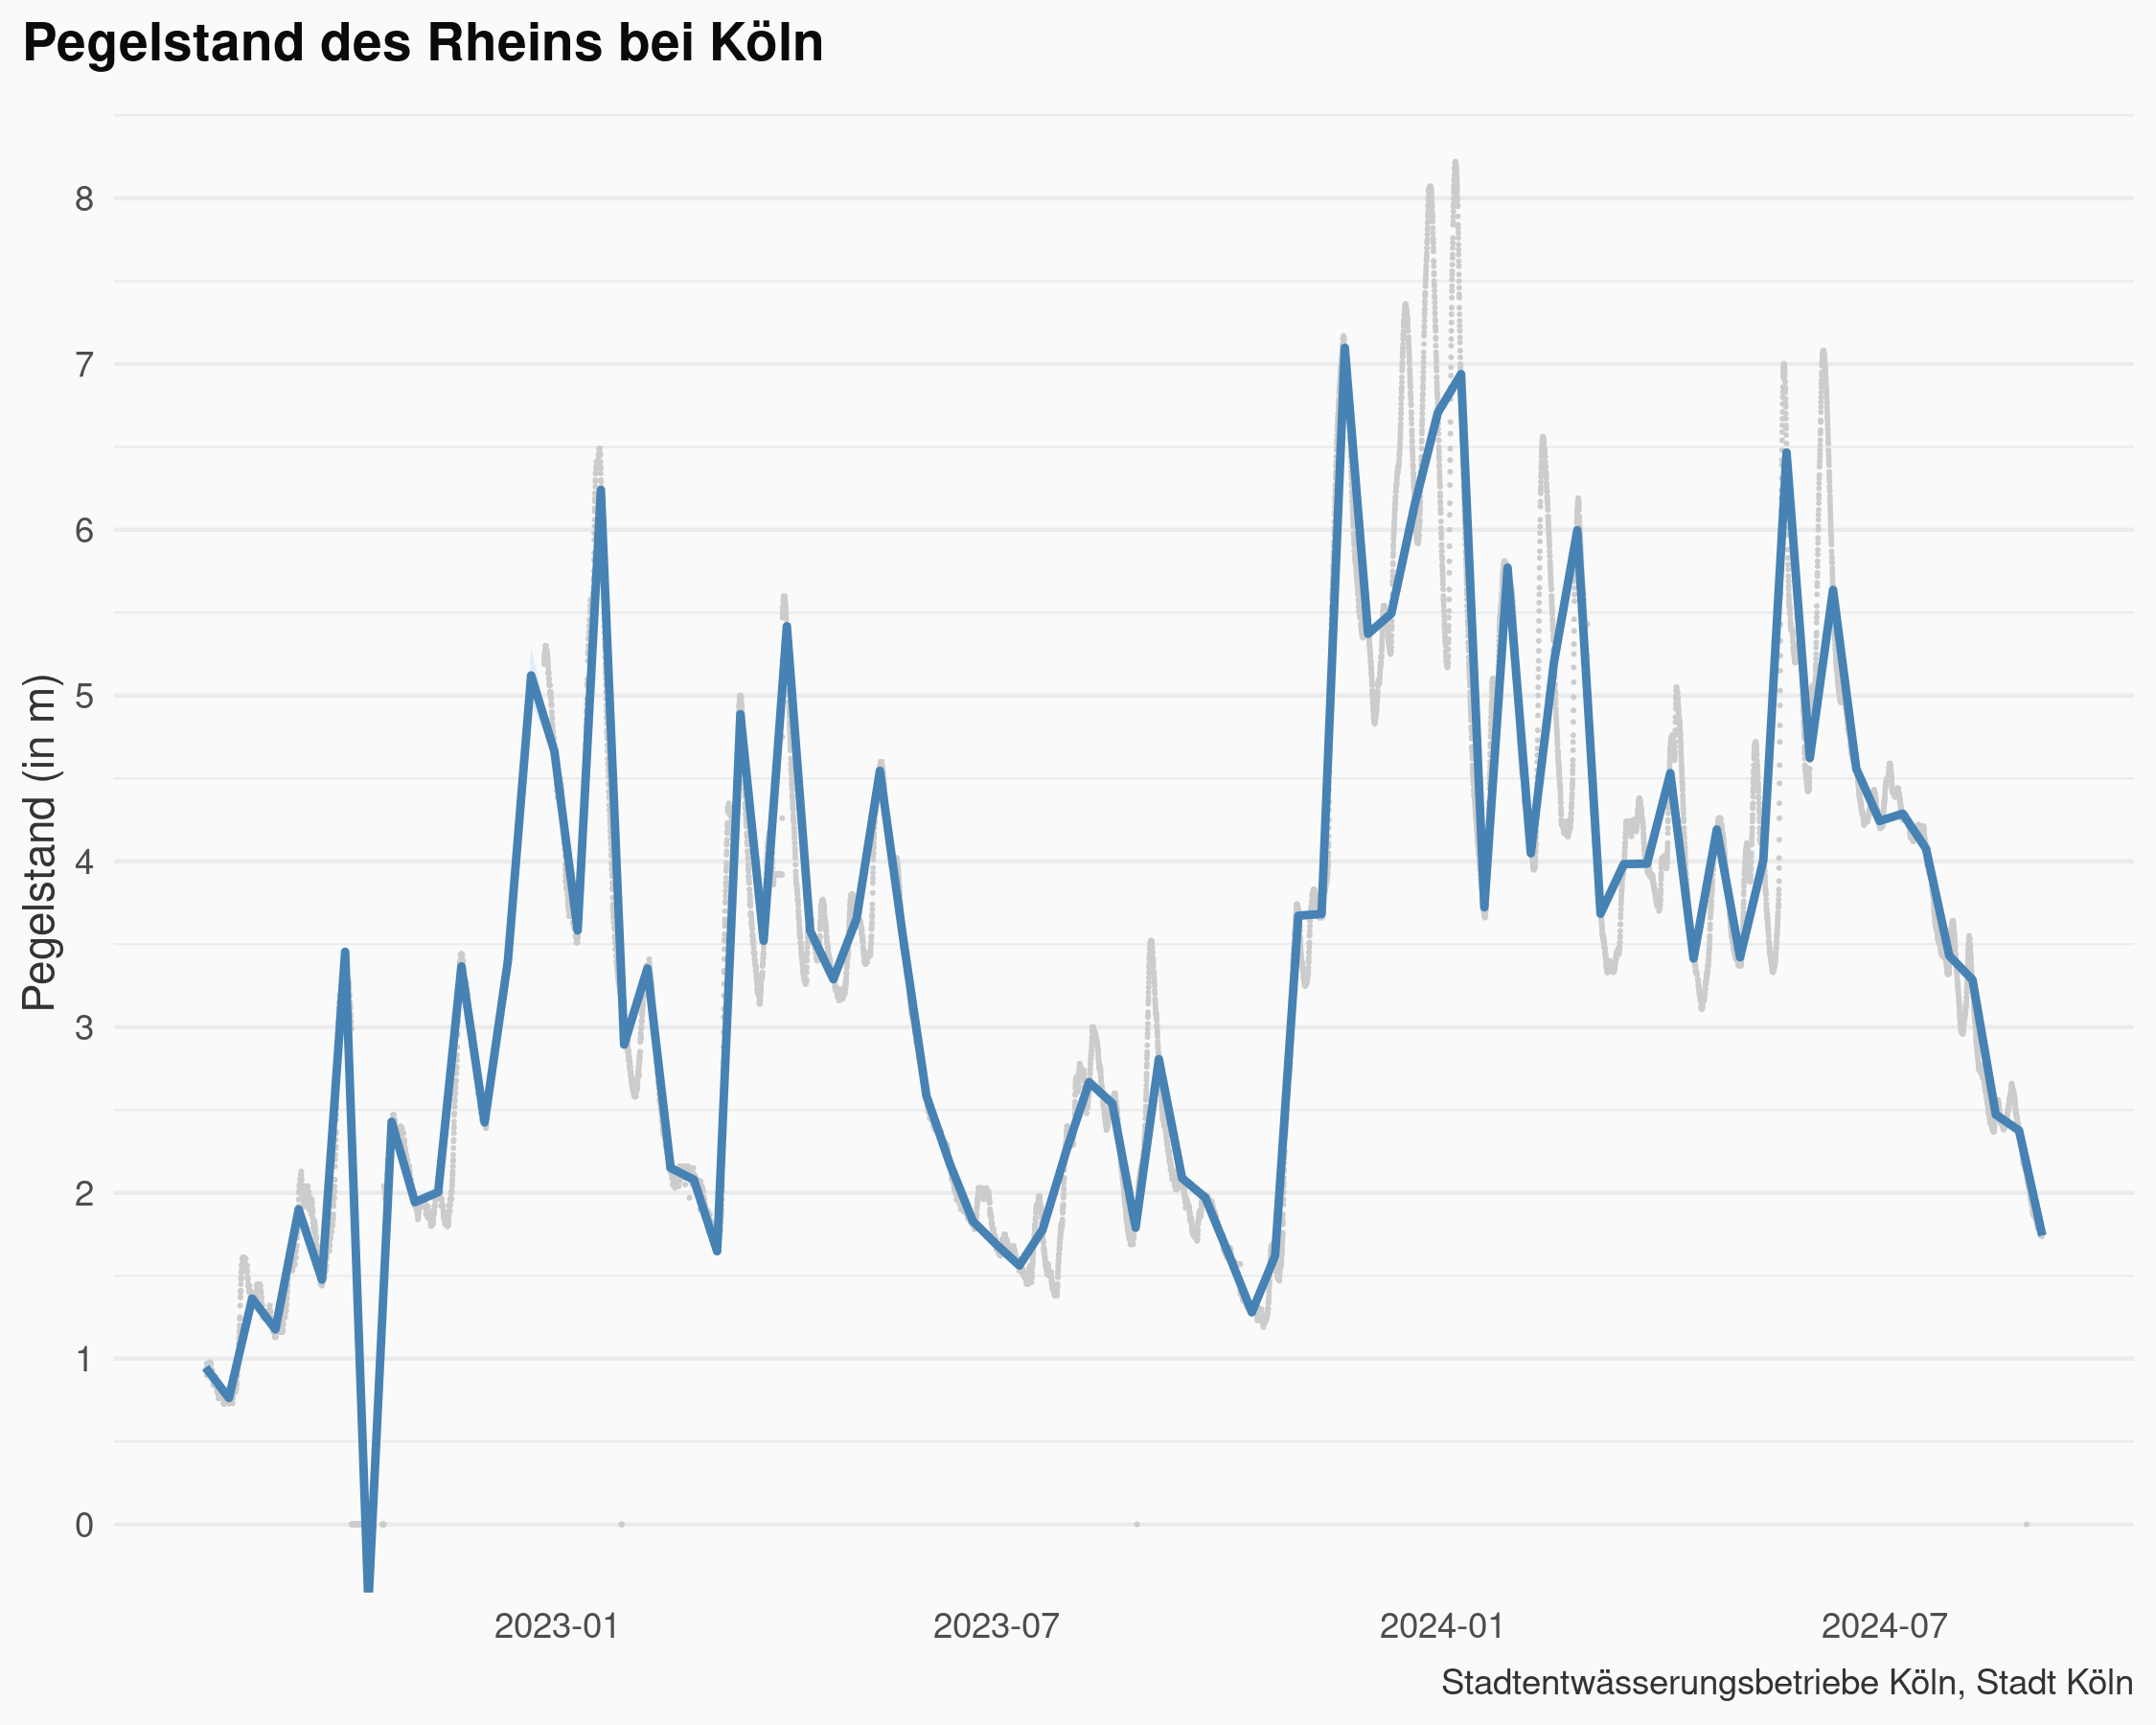 Pegelstand des Rheins bei Köln
Pegelstand (in m)
8
7
6
5
4
3
2
1
0
2023-01 2023-07 2024-01 2024-07
Stadtentwässerungsbetriebe Köln, Stadt Köln